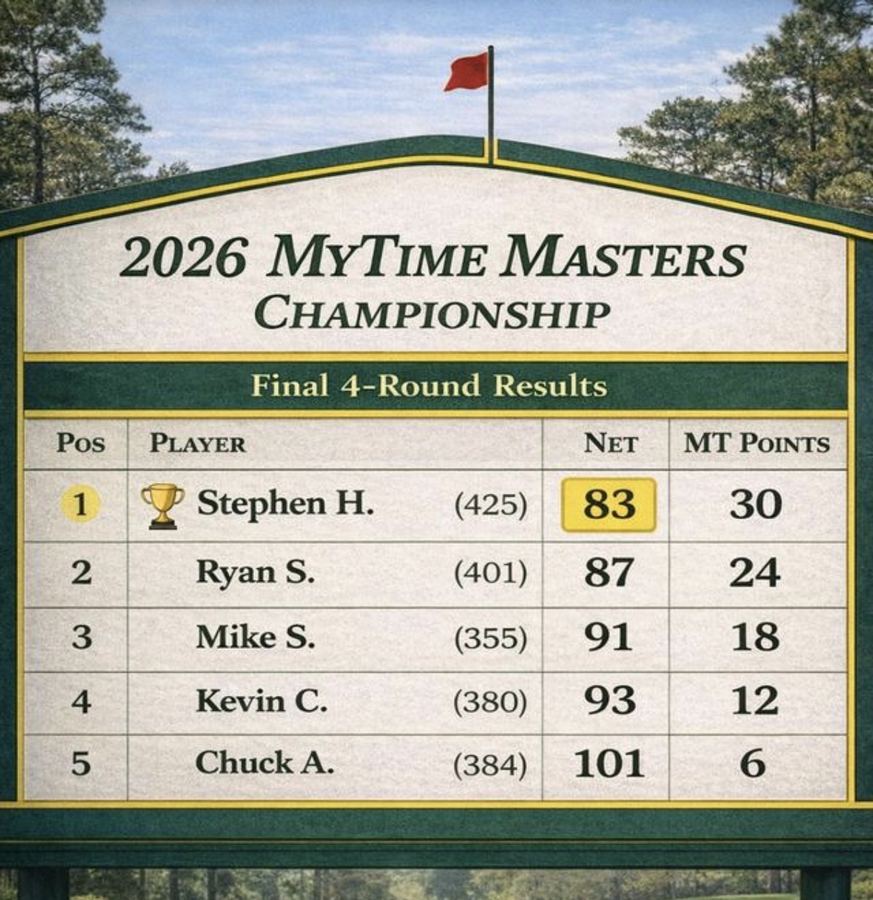 2026 MyTime Masters
Championship
Final 4-Round Results
Pos Player Net MT Points
1 Stephen H. (425) 83 30
2 Ryan S. (401) 87 24
3 Mike S. (355) 91 18
4 Kevin C. (380) 93 12
5 Chuck A. (384) 101 6